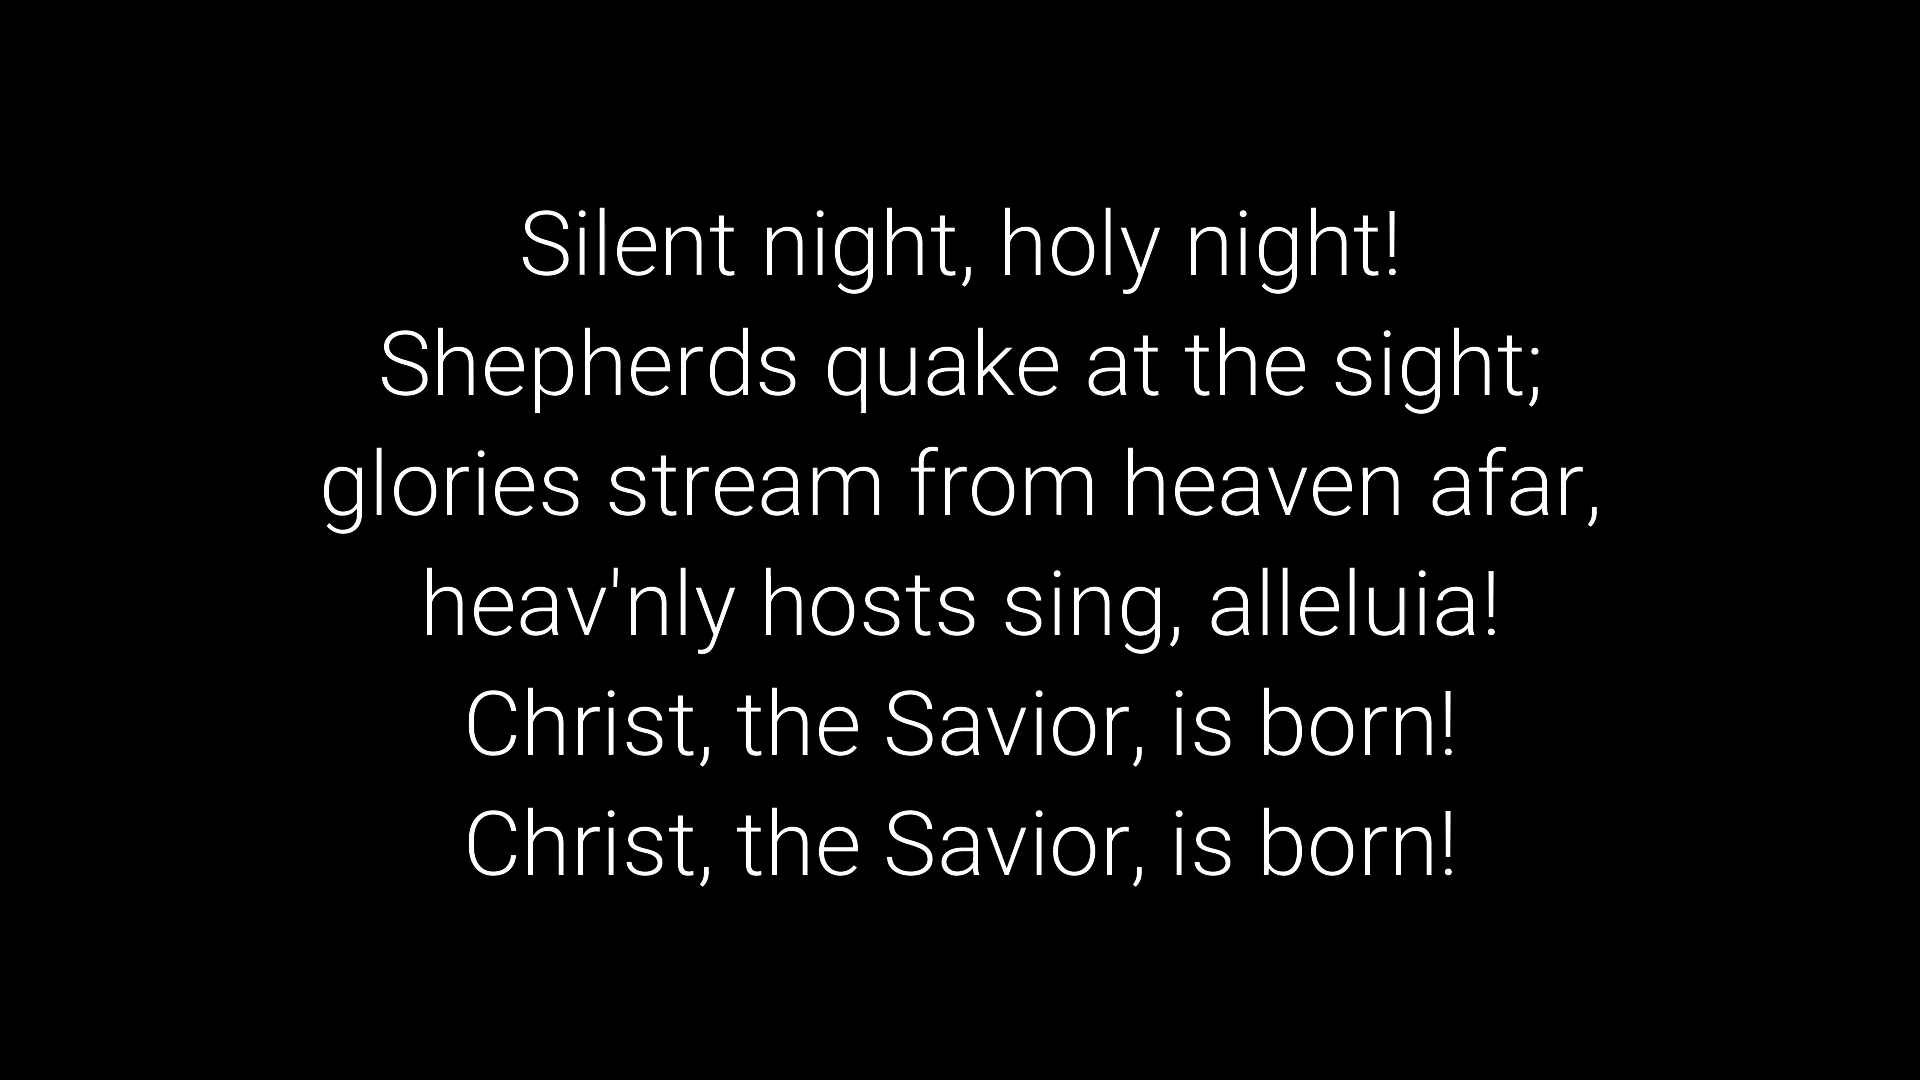 Silent night, holy night!
Shepherds quake at the sight;
glories stream from heaven afar,
heav'nly hosts sing, alleluia!
Christ, the Savior, is born!
Christ, the Savior, is born!